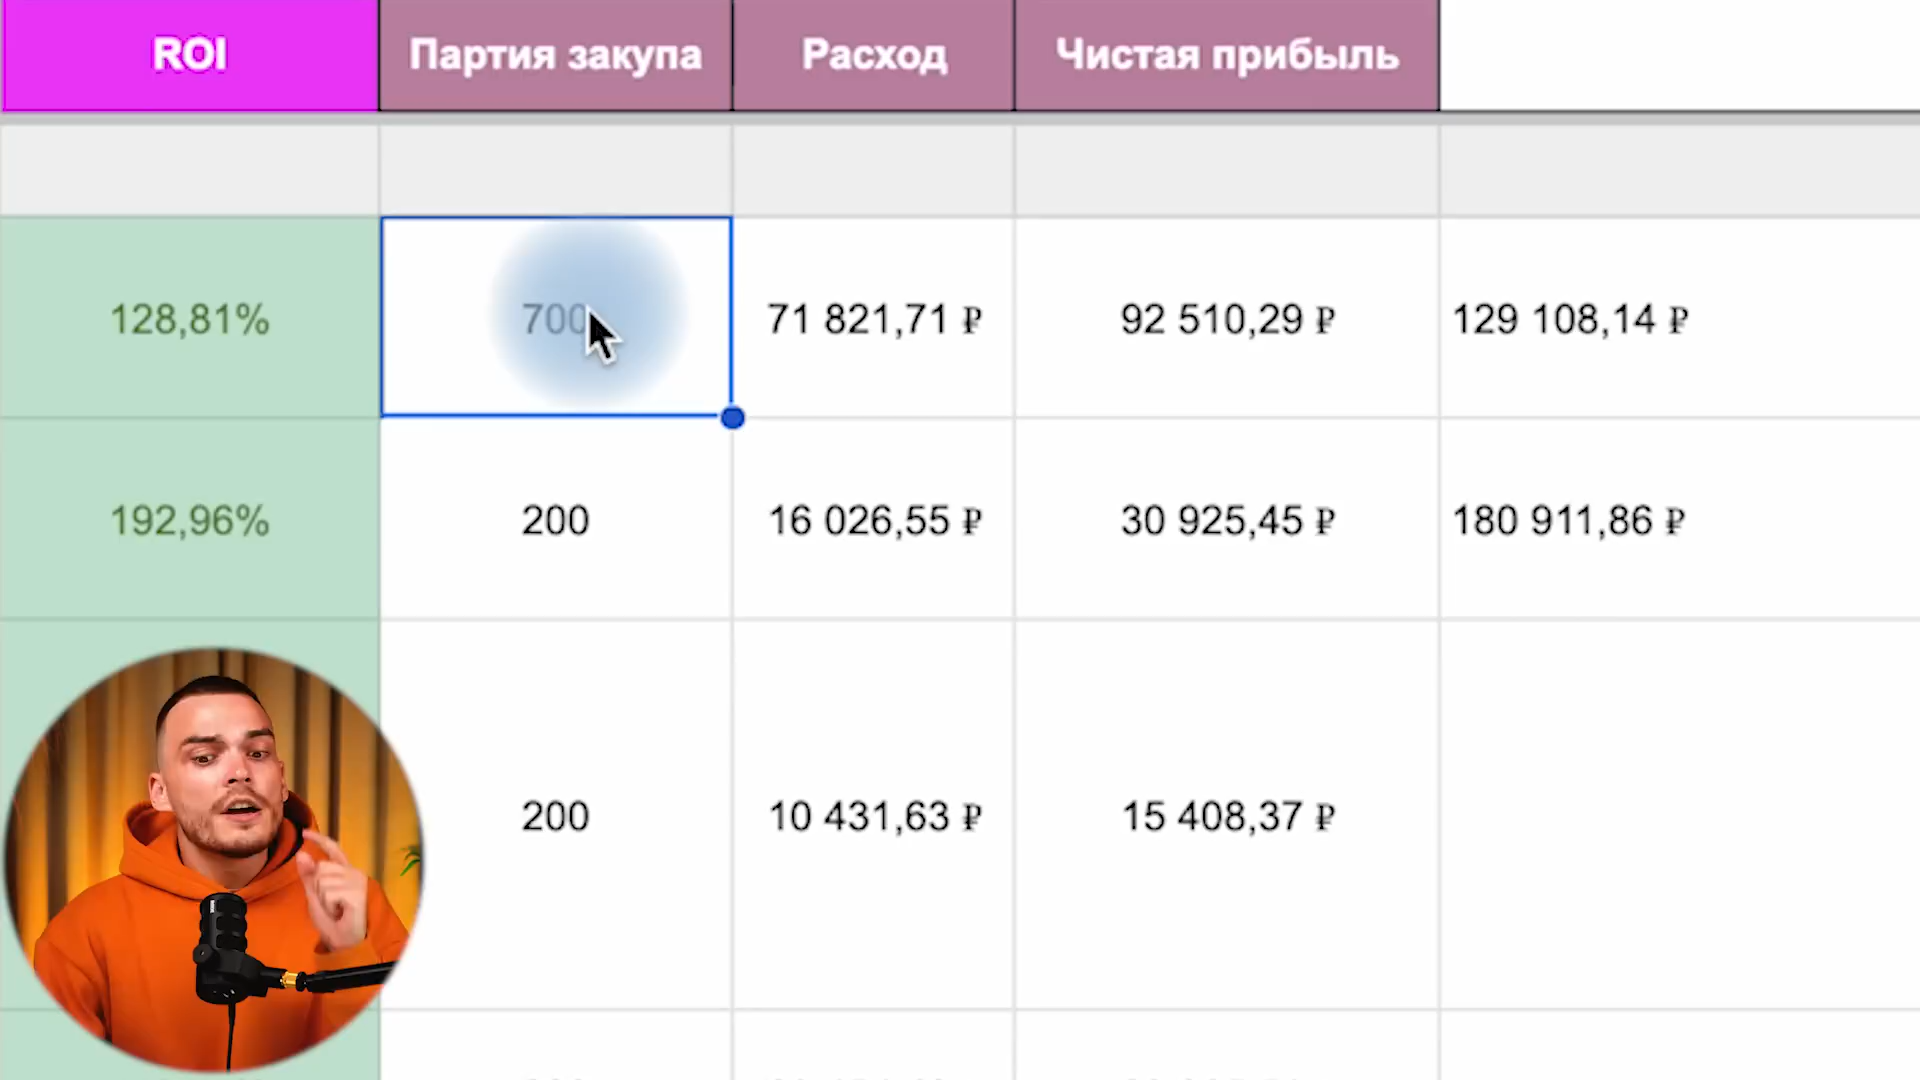 ROI Партия закупа Расход Чистая прибыль
128,81% 700 71 821,71 ₽ 92 510,29 ₽ 129 108,14 ₽
192,96% 200 16 026,55 ₽ 30 925,45 ₽ 180 911,86 ₽
200 10 431,63 ₽ 15 408,37 ₽